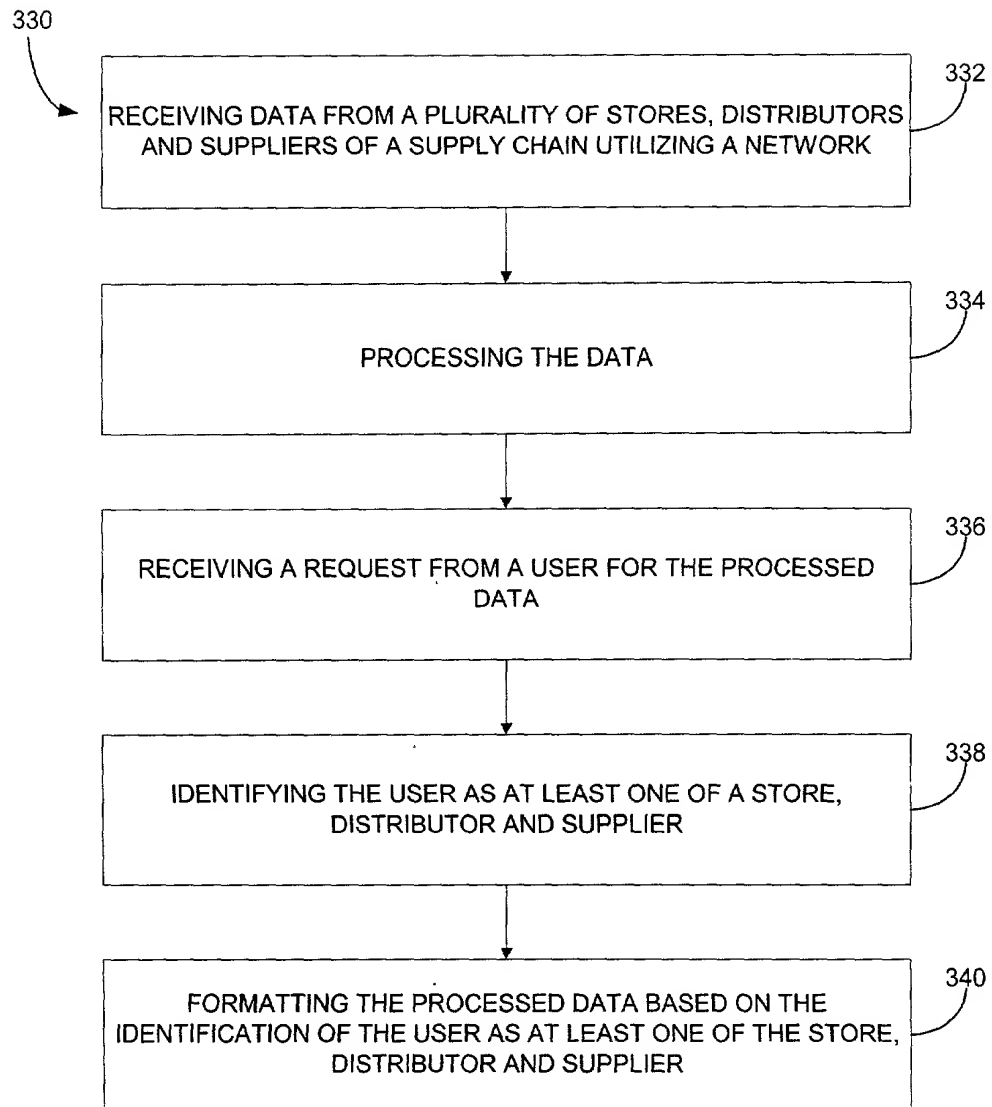 330
332
RECEIVING DATA FROM A PLURALITY OF STORES, DISTRIBUTORS
AND SUPPLIERS OF A SUPPLY CHAIN UTILIZING A NETWORK
334
PROCESSING THE DATA
336
RECEIVING A REQUEST FROM A USER FOR THE PROCESSED
DATA
338
IDENTIFYING THE USER AS AT LEAST ONE OF A STORE,
DISTRIBUTOR AND SUPPLIER
340
FORMATTING THE PROCESSED DATA BASED ON THE
IDENTIFICATION OF THE USER AS AT LEAST ONE OF THE STORE,
DISTRIBUTOR AND SUPPLIER